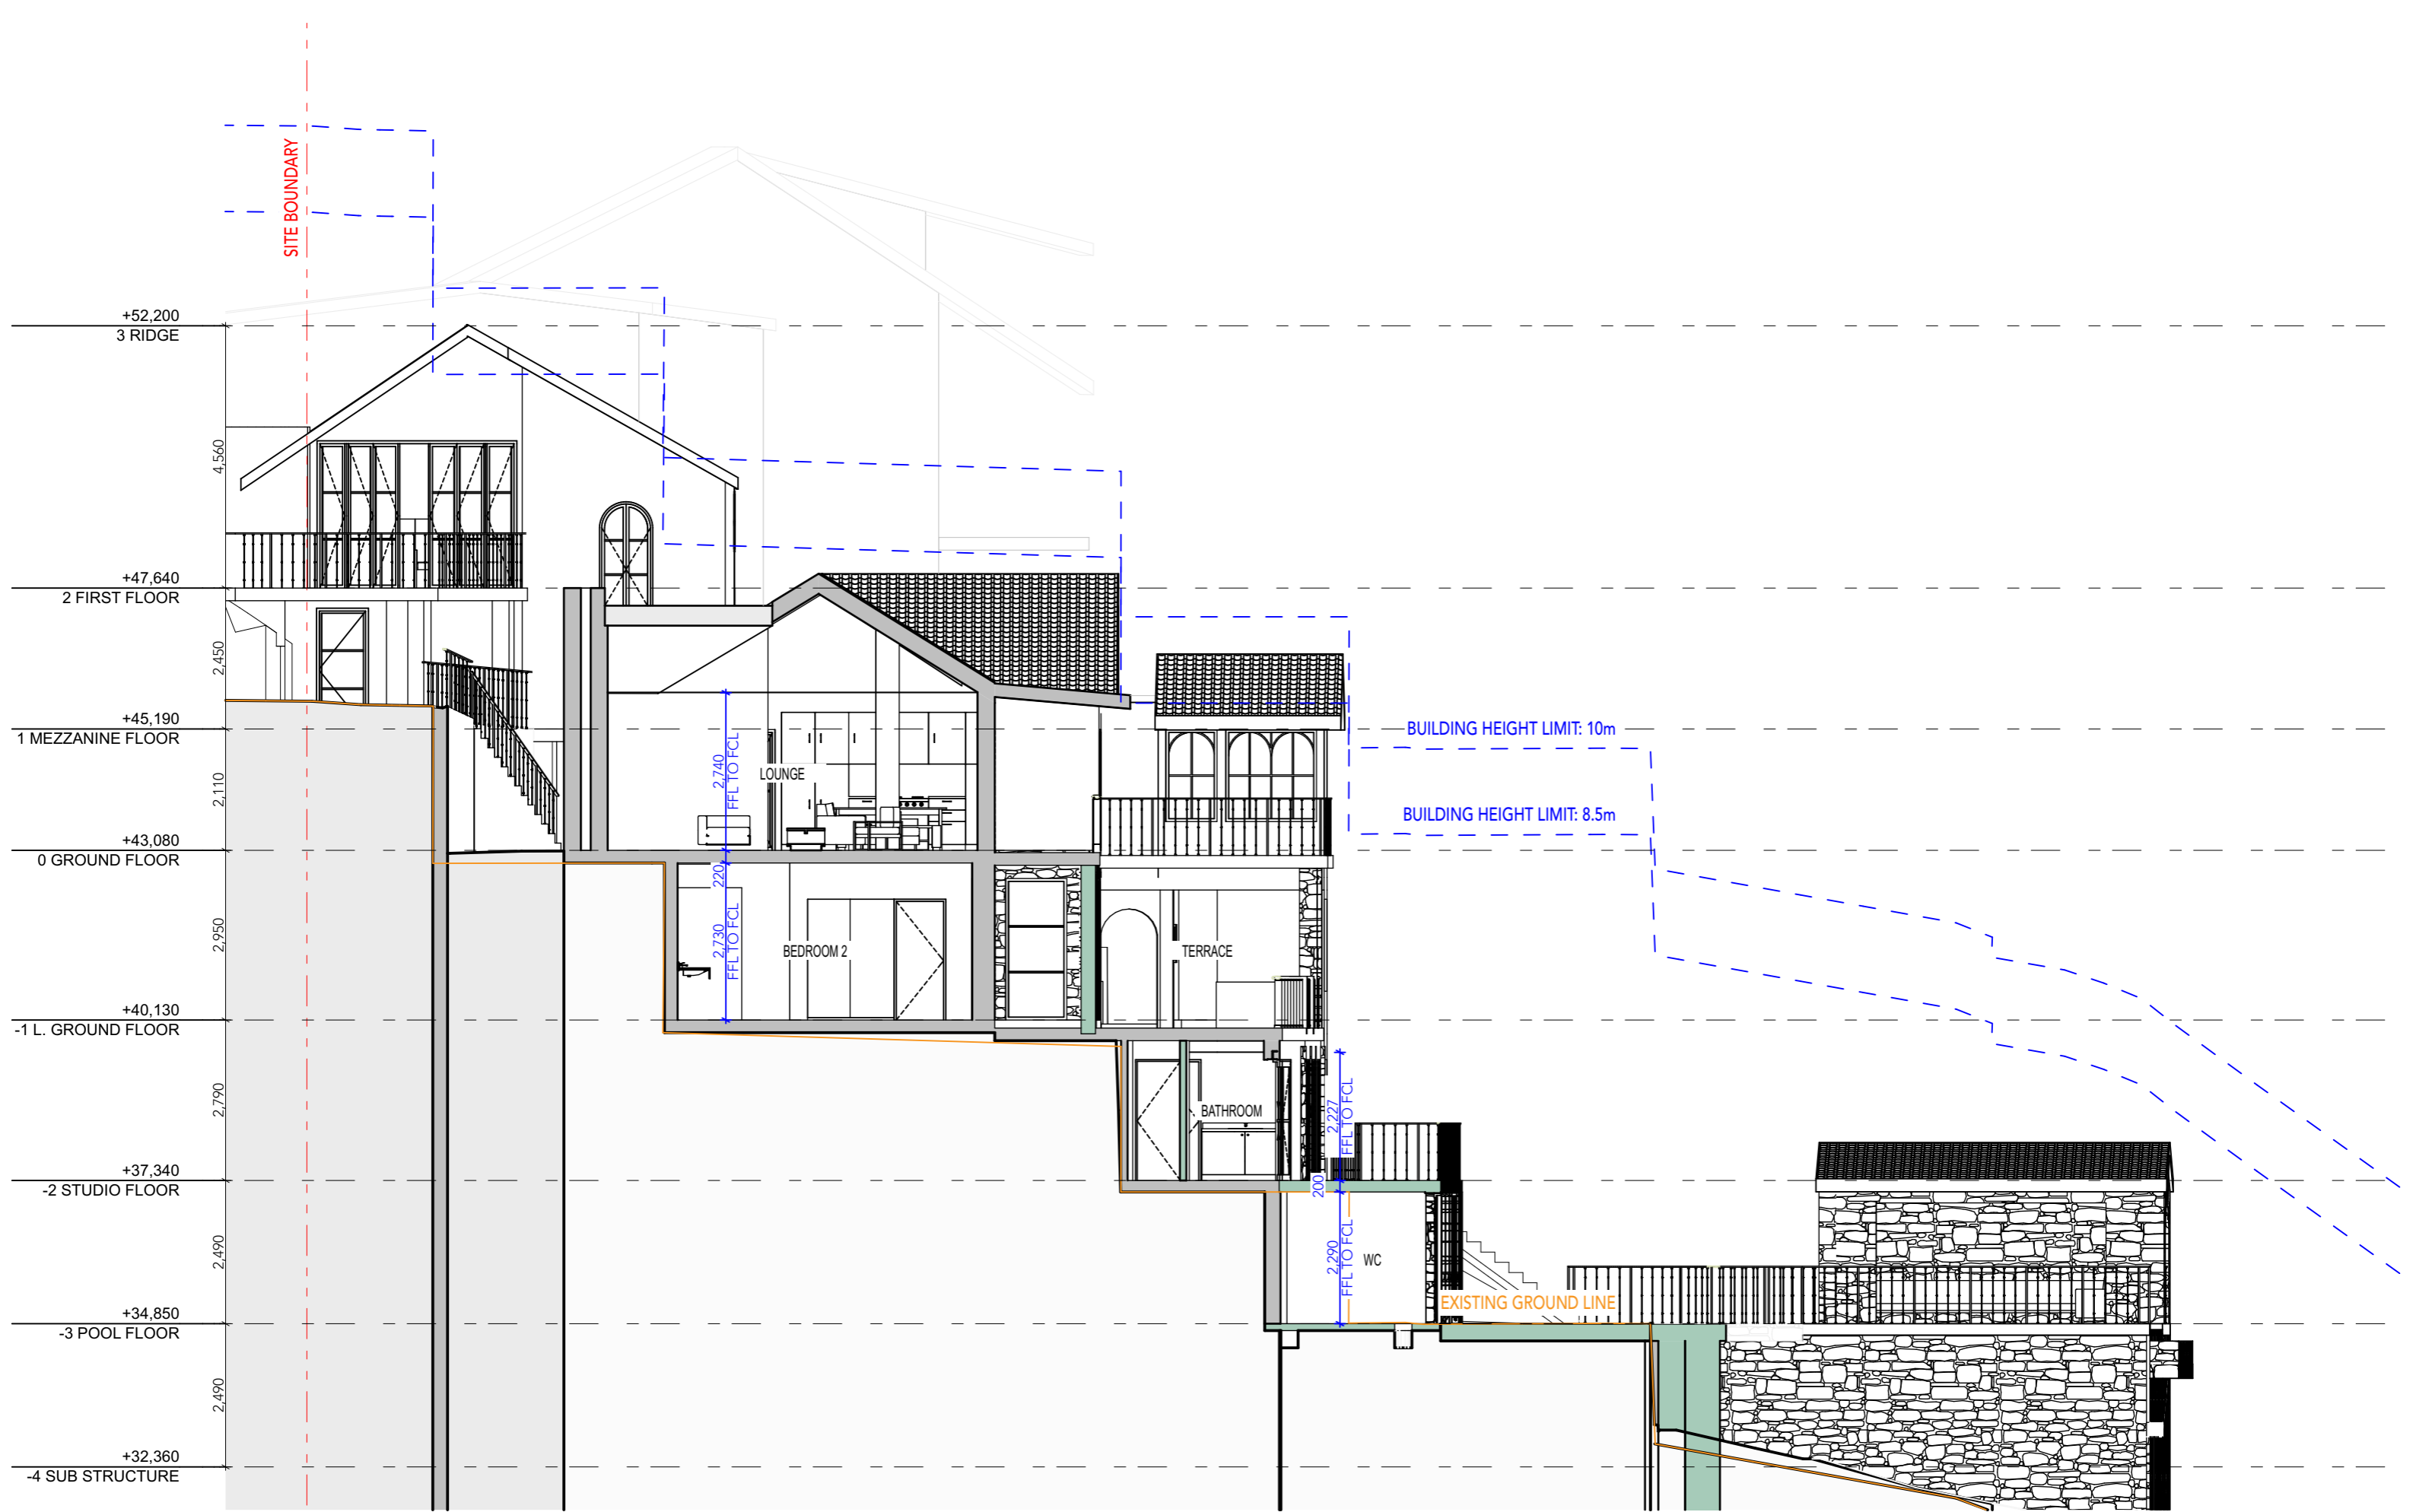 SITE BOUNDARY
+52,200
3 RIDGE
4,560
+47,640
2 FIRST FLOOR
2,450
+45,190
1 MEZZANINE FLOOR
BUILDING HEIGHT LIMIT: 10m
2,740
FFL TO FCL
LOUNGE
2,110
BUILDING HEIGHT LIMIT: 8.5m
+43,080
0 GROUND FLOOR
220
2,950
2,730
FFL TO FCL
BEDROOM 2
TERRACE
+40,130
-1 L. GROUND FLOOR
2,790
BATHROOM
2,227
FFL TO FCL
+37,340
-2 STUDIO FLOOR
200
2,490
2,290
FFL TO FCL
WC
EXISTING GROUND LINE
+34,850
-3 POOL FLOOR
2,490
+32,360
-4 SUB STRUCTURE